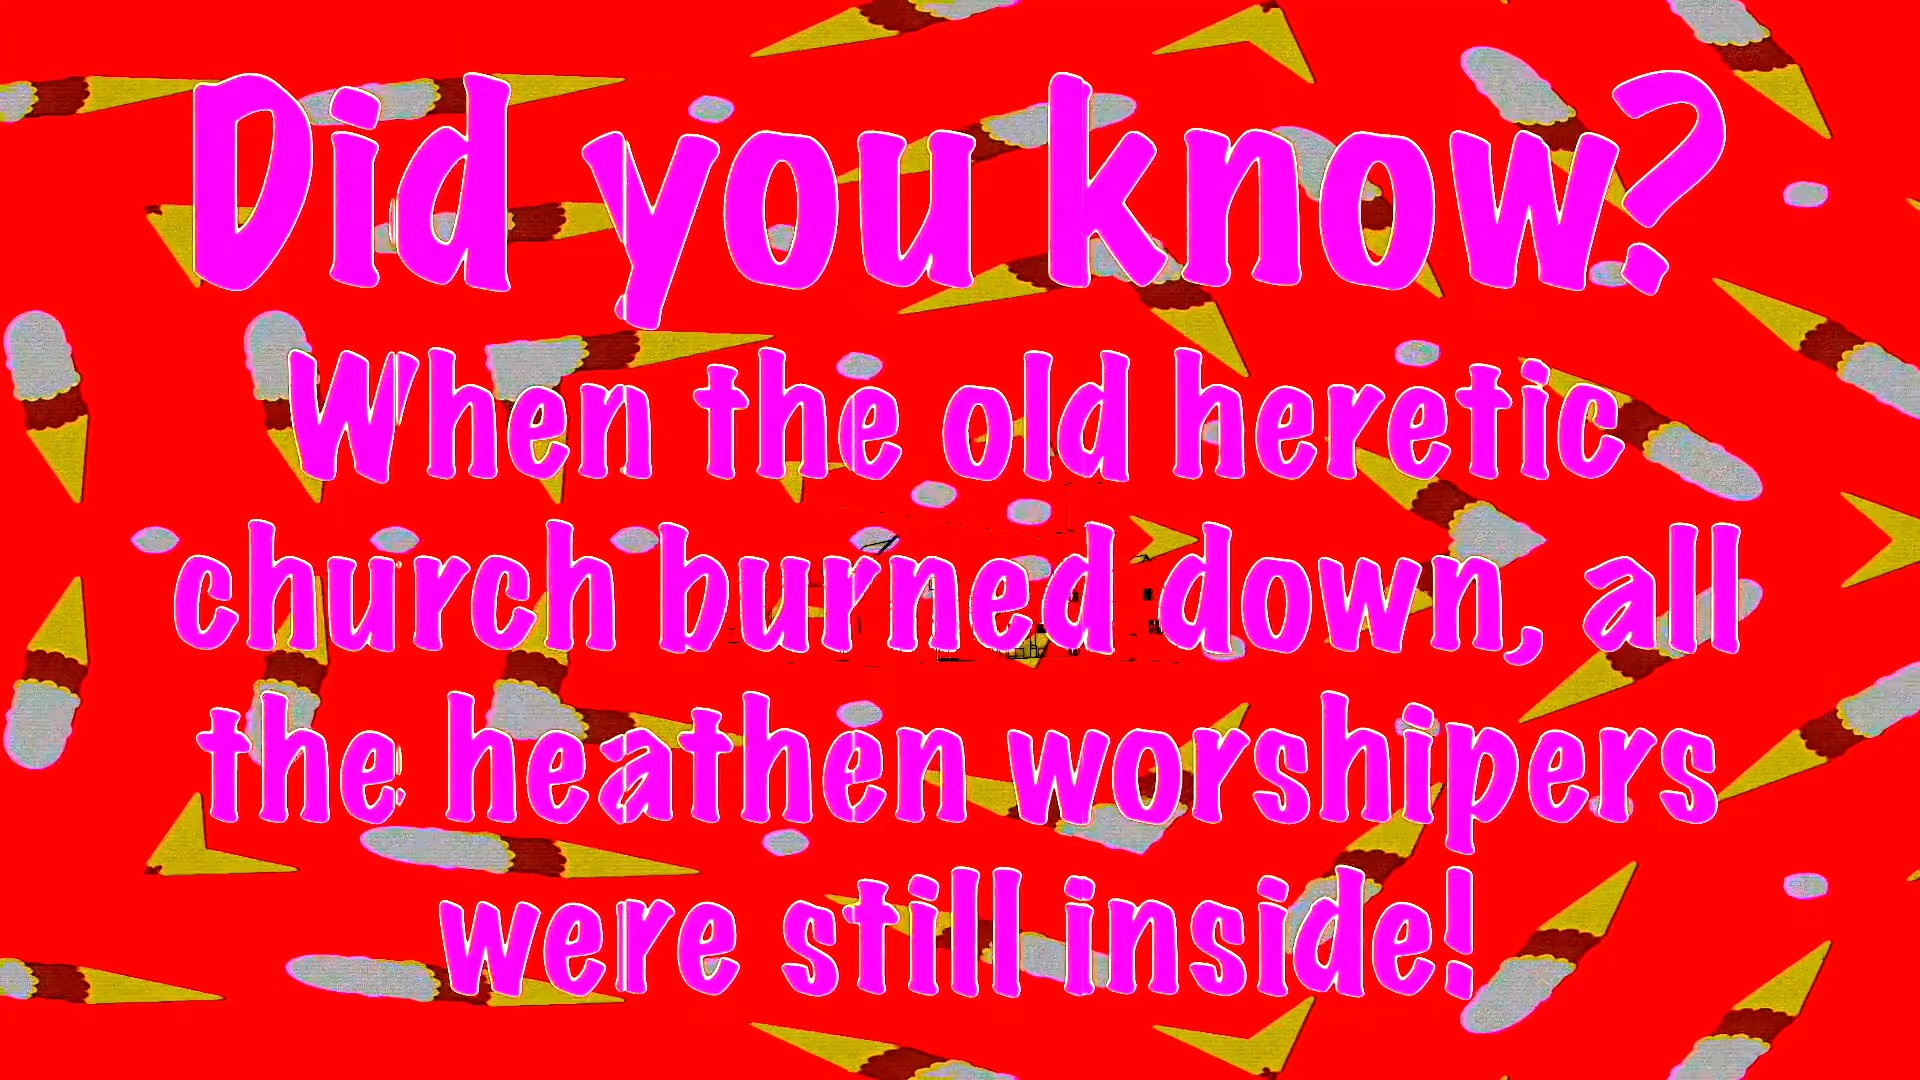 Did you know?
When the old heretic
church burned down, all
the heathen worshipers
were still inside!